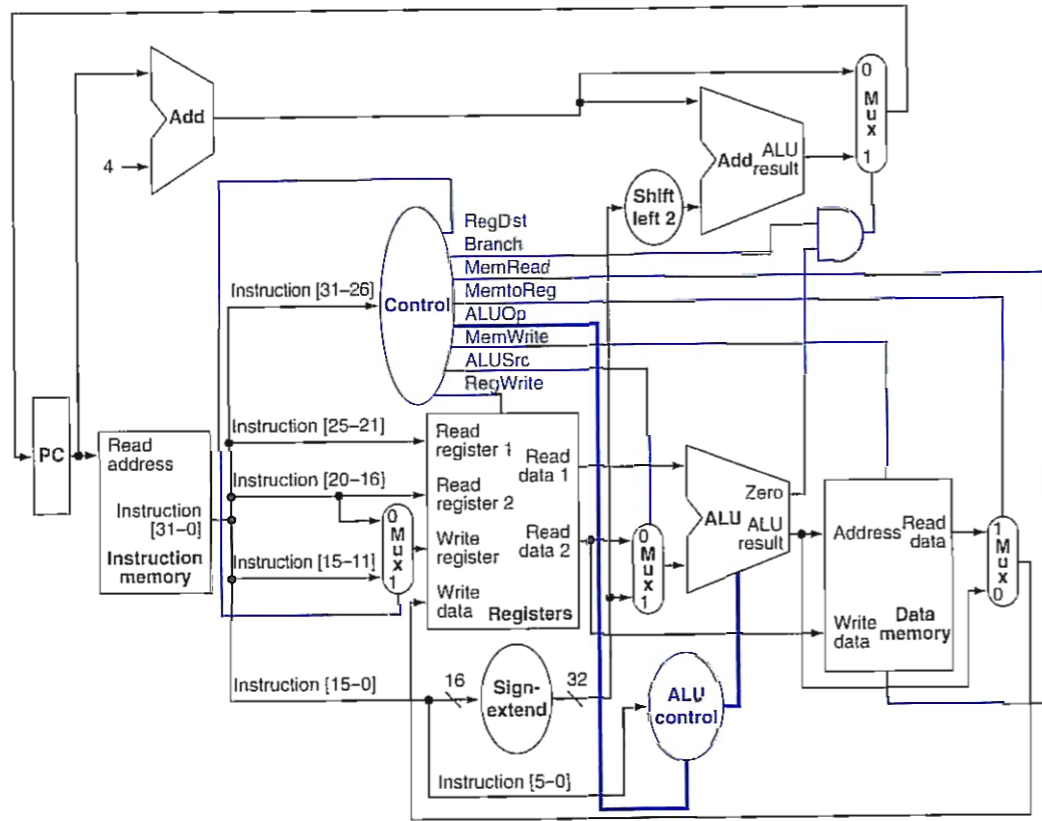 0
M
u
x
1
Add
4
Add
ALU
result
Shift
left 2
RegDst
Branch
MemRead
MemtoReg
ALUOp
MemWrite
ALUSrc
RegWrite
Instruction [31–26]
Control
PC
Read
address
Instruction
[31–0]
Instruction
memory
Instruction [25–21]
Instruction [20–16]
Instruction [15–11]
0
M
u
x
1
Read
register 1
Read
register 2
Write
register
Write
data
Read
data 1
Read
data 2
Registers
0
M
u
x
1
Zero
ALU
ALU
result
Address
Read
data
Write
data
Data
memory
1
M
u
x
0
Instruction [15–0]
16
Sign-
extend
32
ALU
control
Instruction [5–0]